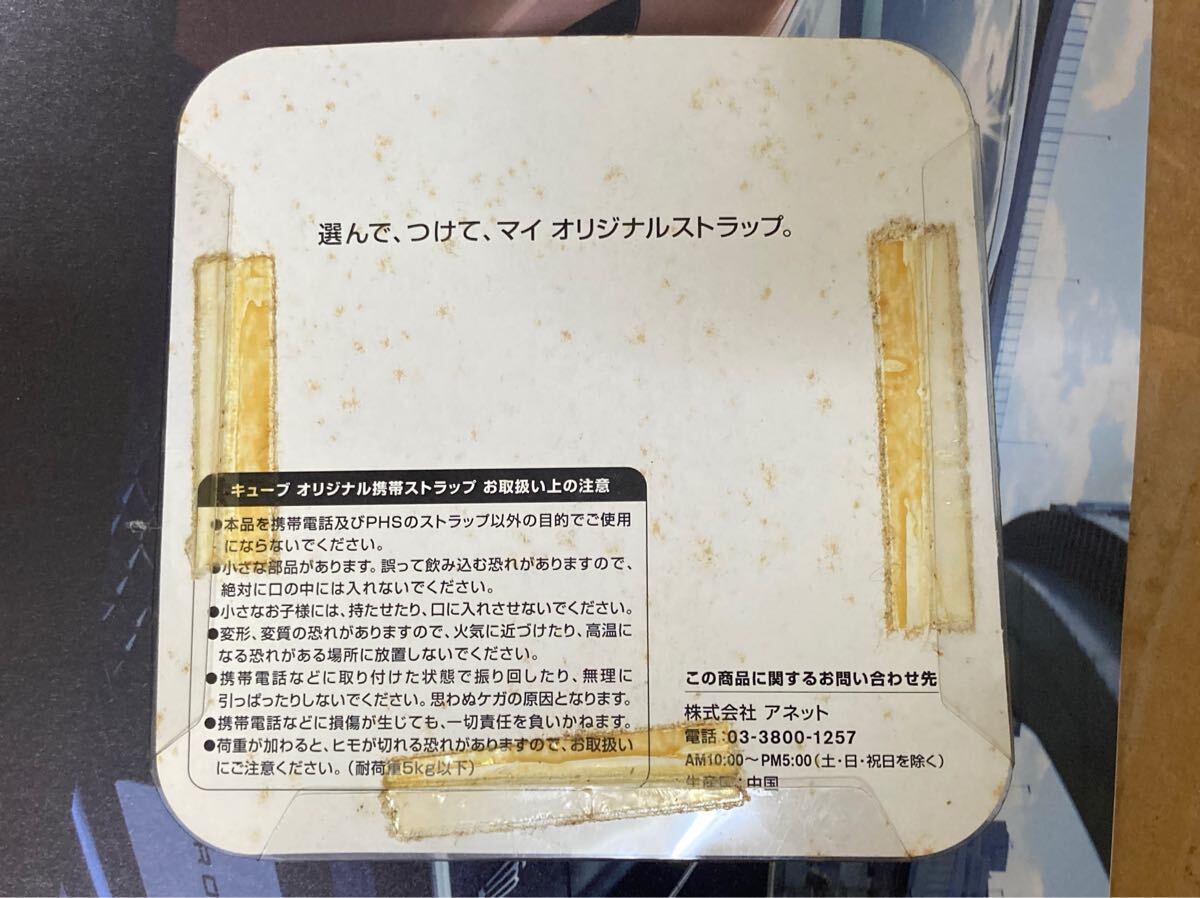 選んで、つけて、マイ オリジナルストラップ。
キューブ オリジナル携帯ストラップ お取扱い上の注意
●本品を携帯電話及びPHSのストラップ以外の目的でご使用
にならないでください。
●小さな部品があります。誤って飲み込む恐れがありますので、
絶対に口の中には入れないでください。
●小さなお子様には、持たせたり、口に入れさせないでください。
●変形、変質の恐れがありますので、火気に近づけたり、高温に
なる恐れがある場所に放置しないでください。
●携帯電話などに取り付けた状態で振り回したり、無理に
引っぱったりしないでください。思わぬケガの原因となります。
●携帯電話などに損傷が生じても、一切責任を負いかねます。
●荷重が加わると、ヒモが切れる恐れがありますので、お取扱い
にご注意ください。(耐荷重5kg以下)
この商品に関するお問い合わせ先
株式会社 アネット
電話:03-3800-1257
AM10:00〜PM5:00(土・日・祝日を除く)
生産国:中国